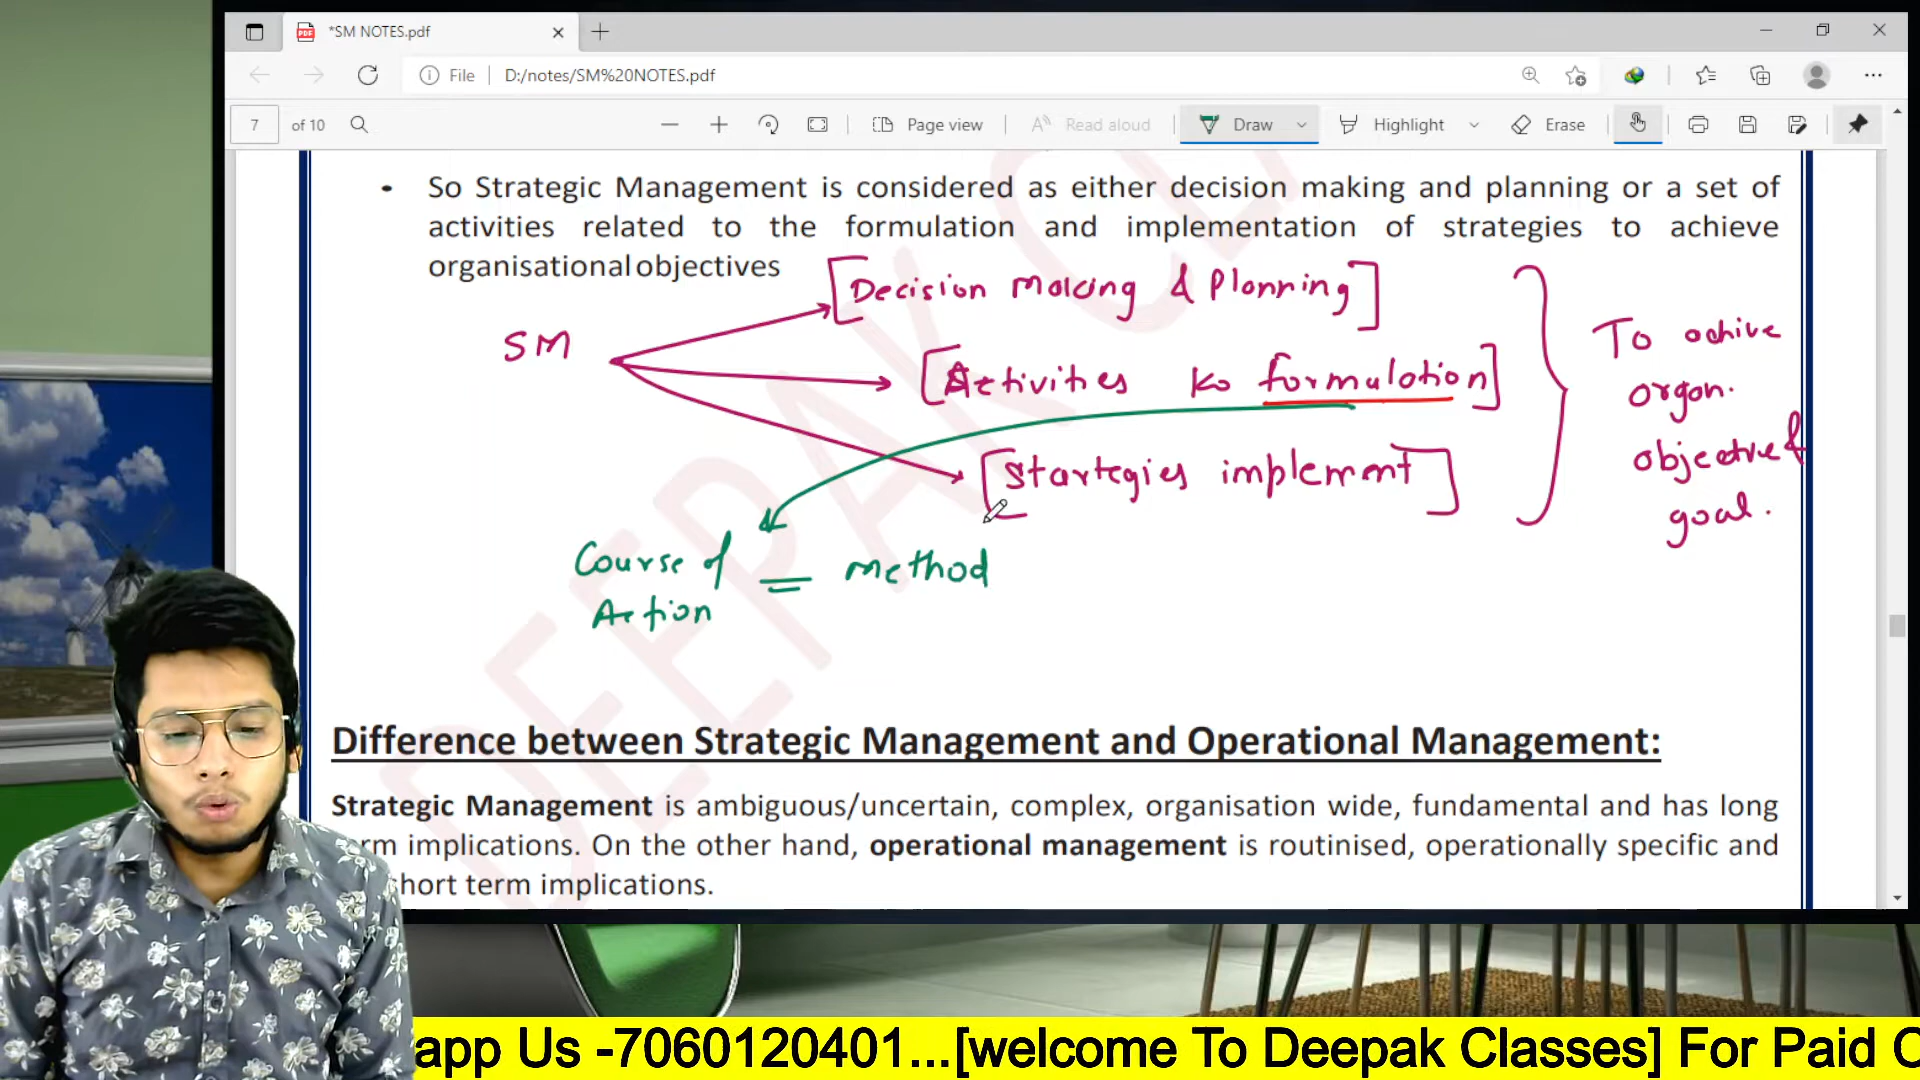 *SM NOTES.pdf
File D:/notes/SM%20NOTES.pdf
7 of 10 Page view Read aloud Draw Highlight Erase
• So Strategic Management is considered as either decision making and planning or a set of
activities related to the formulation and implementation of strategies to achieve
organisational objectives
[Decision making & Planning]
SM
[Activities ko formulation]
[Startegies implement]
To achive
organ.
objective &
goal.
Course of
Action
= method
DEEPAK CL
Difference between Strategic Management and Operational Management:
Strategic Management is ambiguous/uncertain, complex, organisation wide, fundamental and has long
rm implications. On the other hand, operational management is routinised, operationally specific and
hort term implications.
app Us -7060120401...[welcome To Deepak Classes] For Paid C